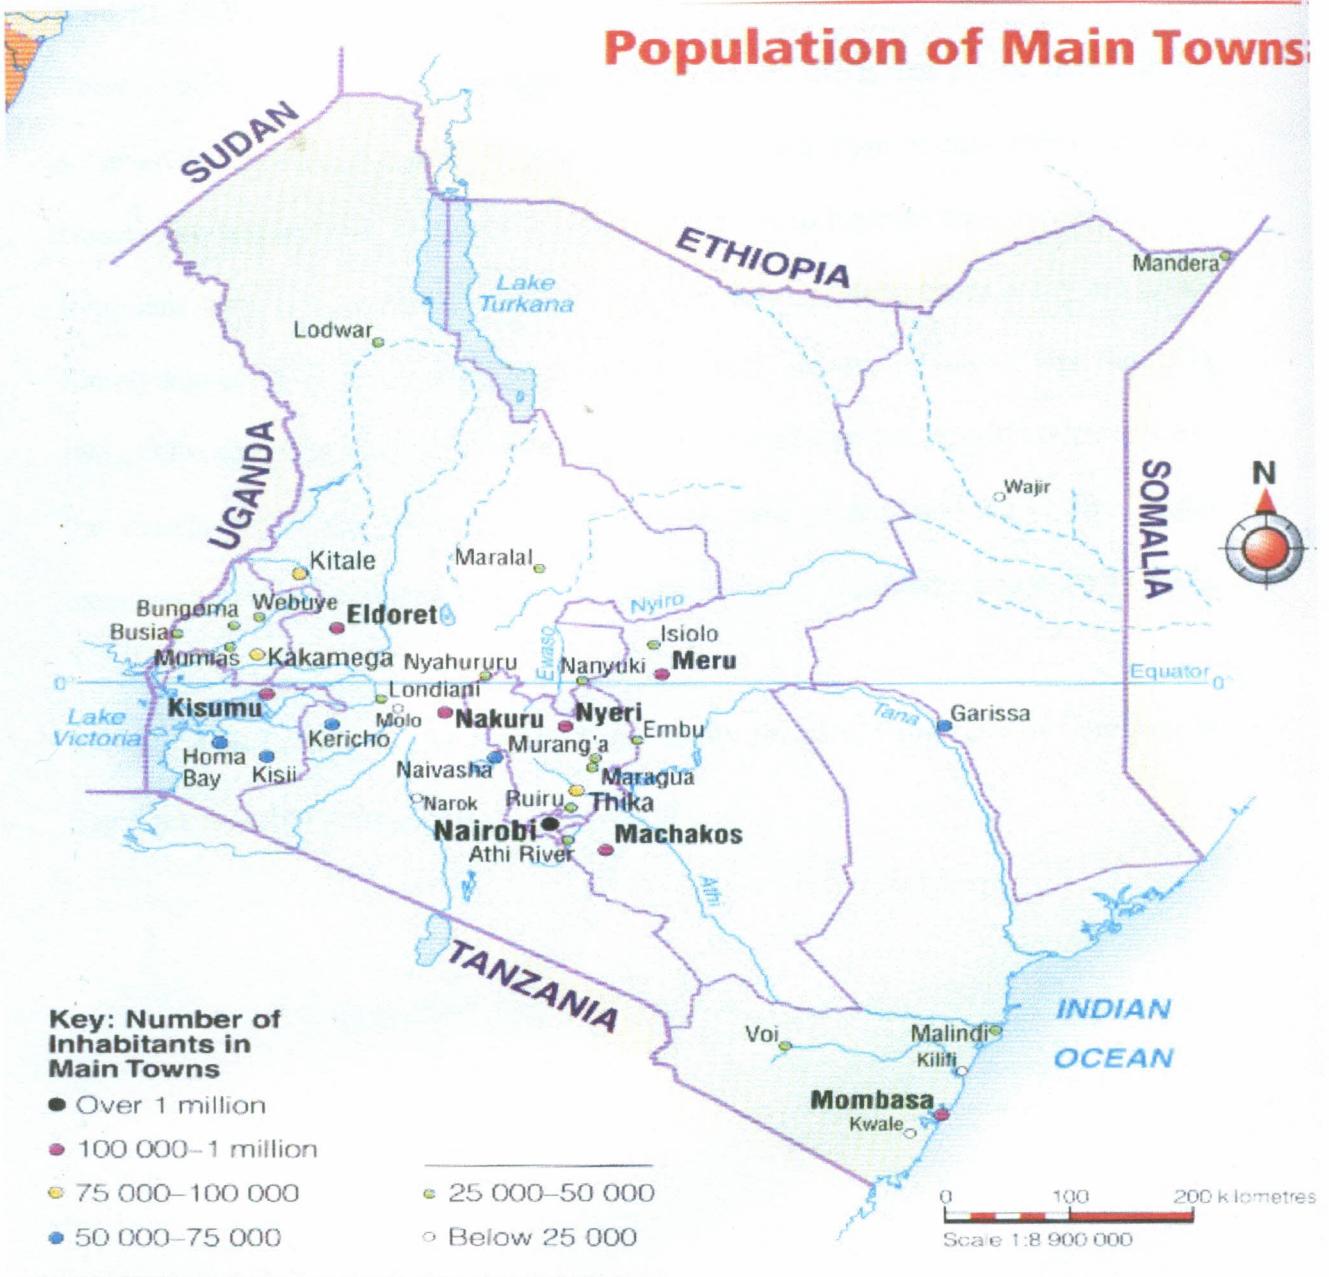 Population of Main Towns
SUDAN
ETHIOPIA
Mandera
Lake
Turkana
Lodwar
UGANDA
SOMALIA
N
Wajir
Kitale
Maralal
Bungoma
Webuye
Eldoret
Nyiro
Busia
Isiolo
Mumias
Kakamega
Nyahururu
Ewaso
Nanyuki
Meru
Equator
0°
0°
Londiani
Kisumu
Molo
Nakuru
Nyeri
Tana
Garissa
Lake
Victoria
Kericho
Murang'a
Embu
Homa
Bay
Kisii
Naivasha
Maragua
Narok
Ruiru
Thika
Nairobi
Machakos
Athi River
Athi
TANZANIA
INDIAN
OCEAN
Voi
Malindi
Kilifi
Mombasa
Kwale
Key: Number of
Inhabitants in
Main Towns
Over 1 million
100 000–1 million
75 000–100 000
50 000–75 000
25 000–50 000
Below 25 000
0 100 200 kilometres
Scale 1:8 900 000